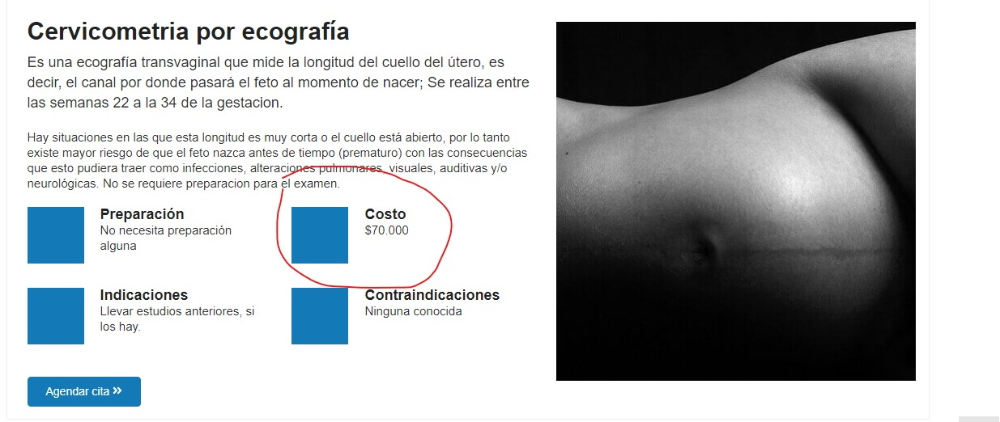 Cervicometria por ecografía
Es una ecografía transvaginal que mide la longitud del cuello del útero, es
decir, el canal por donde pasará el feto al momento de nacer; Se realiza entre
las semanas 22 a la 34 de la gestacion.
Hay situaciones en las que esta longitud es muy corta o el cuello está abierto, por lo tanto
existe mayor riesgo de que el feto nazca antes de tiempo (prematuro) con las consecuencias
que esto pudiera traer como infecciones, alteraciones pulmonares, visuales, auditivas y/o
neurológicas. No se requiere preparacion para el examen.
Preparación
No necesita preparación
alguna
Costo
$70.000
Indicaciones
Llevar estudios anteriores, si
los hay.
Contraindicaciones
Ninguna conocida
Agendar cita »